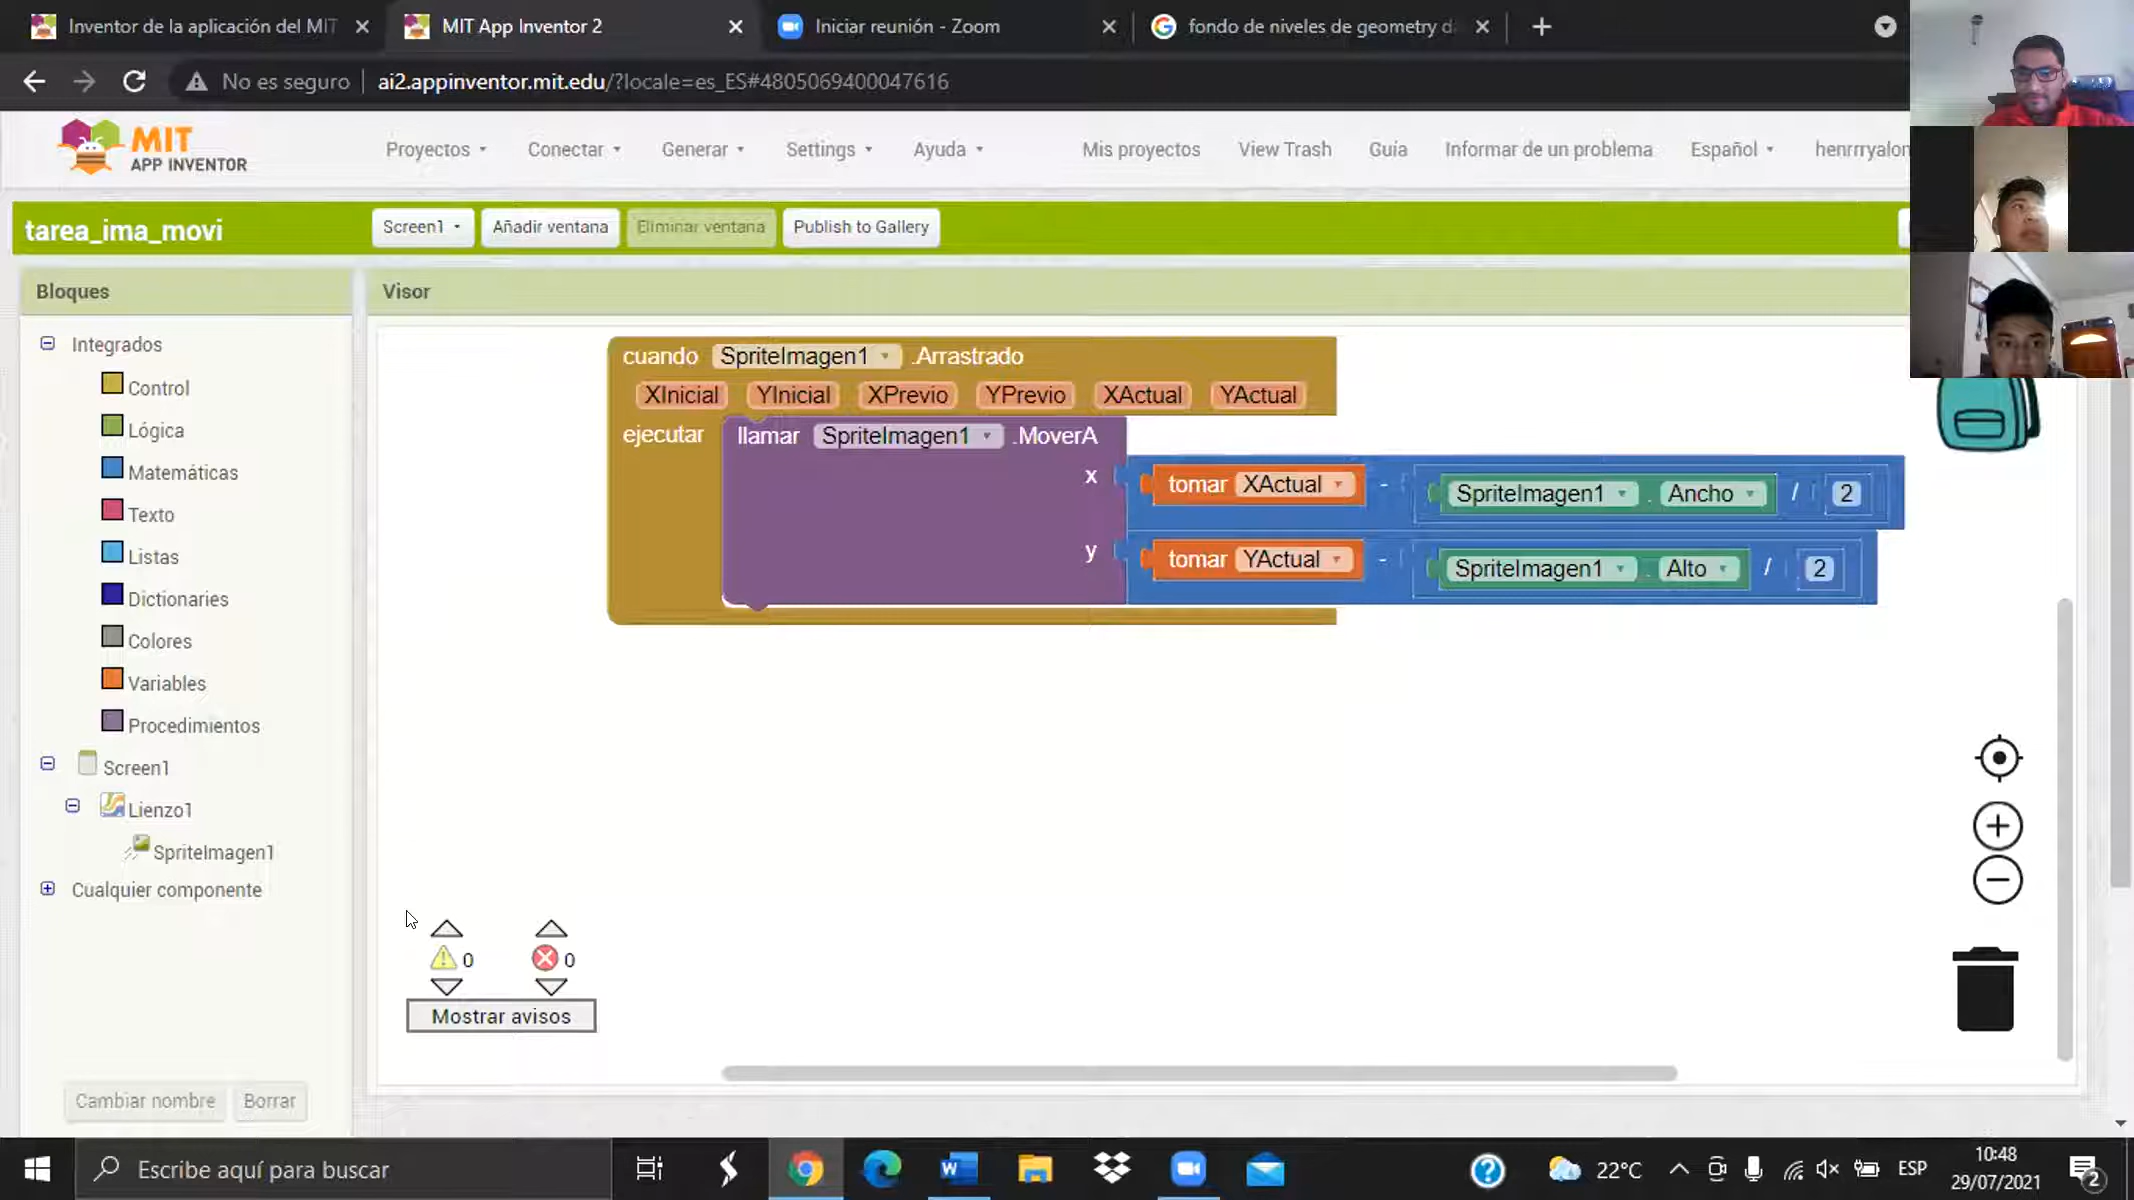 Inventor de la aplicación del MIT
MIT App Inventor 2
Iniciar reunión - Zoom
fondo de niveles de geometry d
No es seguro
ai2.appinventor.mit.edu/?locale=es_ES#4805069400047616
MIT
APP INVENTOR
Proyectos
Conectar
Generar
Settings
Ayuda
Mis proyectos
View Trash
Guía
Informar de un problema
Español
henrrryalon
tarea_ima_movi
Screen1
Añadir ventana
Eliminar ventana
Publish to Gallery
Bloques
Visor
Integrados
Control
Lógica
Matemáticas
Texto
Listas
Dictionaries
Colores
Variables
Procedimientos
Screen1
Lienzo1
SpriteImagen1
Cualquier componente
Cambiar nombre
Borrar
cuando SpriteImagen1 .Arrastrado
XInicial YInicial XPrevio YPrevio XActual YActual
ejecutar llamar SpriteImagen1 .MoverA
x tomar XActual - SpriteImagen1 . Ancho / 2
y tomar YActual - SpriteImagen1 . Alto / 2
0 0
Mostrar avisos
Escribe aquí para buscar
22°C
ESP
10:48
29/07/2021
2